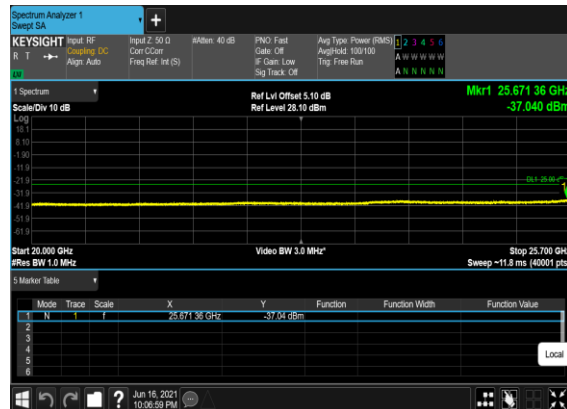 Spectrum Analyzer 1
Swept SA
+
KEYSIGHT Input: RF Input Z: 50 Ω #Atten: 40 dB PNO: Fast Avg Type: Power (RMS) 1 2 3 4 5 6
R T Coupling: DC Corr CCorr Gate: Off Avg|Hold: 100/100 A W W W W W
Align: Auto Freq Ref: Int (S) IF Gain: Low Trig: Free Run
Sig Track: Off A N N N N N
1 Spectrum Ref Lvl Offset 5.10 dB Mkr1 25.671 36 GHz
Scale/Div 10 dB Ref Level 28.10 dBm -37.040 dBm
Log
18.1
8.10
-1.90
-11.9
-21.9
-31.9
-41.9
-51.9
-61.9
1
Start 20.000 GHz Video BW 3.0 MHz* Stop 25.700 GHz
#Res BW 1.0 MHz Sweep ~11.8 ms (40001 pts)
5 Marker Table
Mode Trace Scale X Y Function Function Width Function Value
1 N 1 f 25.671 36 GHz -37.04 dBm
2
3
4
5
6
Local
? Jun 16, 2021
10:06:59 PM